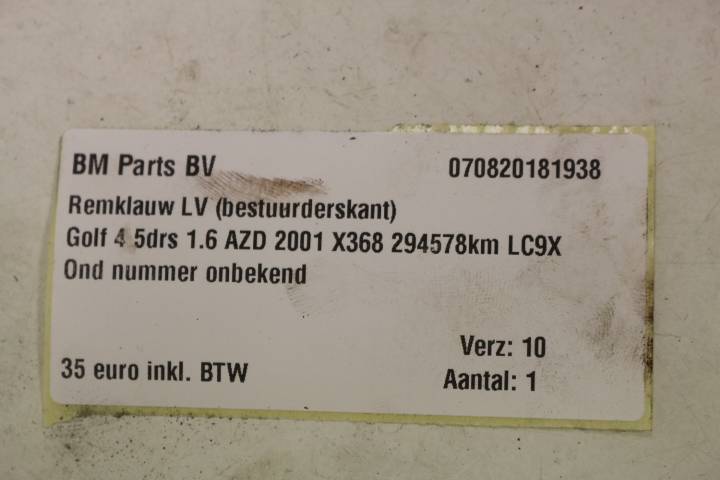 BM Parts BV 070820181938
Remklauw LV (bestuurderskant)
Golf 4 5drs 1.6 AZD 2001 X368 294578km LC9X
Ond nummer onbekend
Verz: 10
35 euro inkl. BTW Aantal: 1